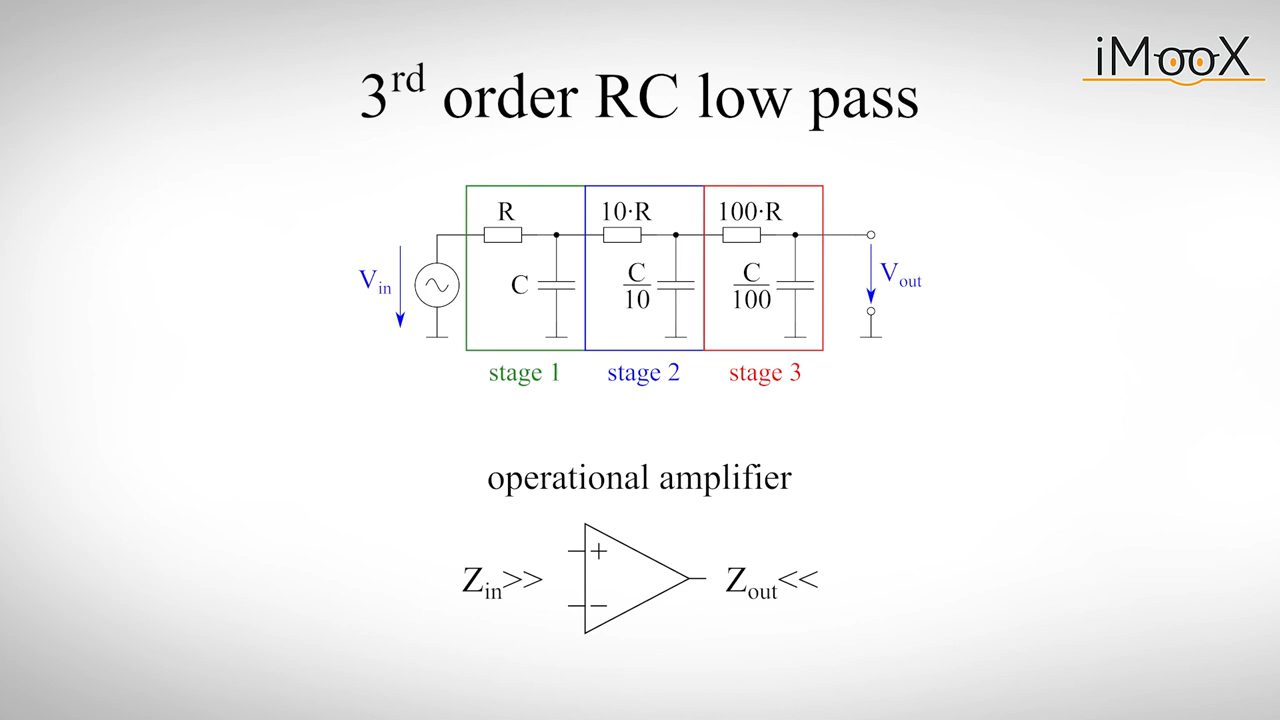 iMooX
3rd order RC low pass
R 10·R 100·R
Vin C C/10 C/100 Vout
stage 1 stage 2 stage 3
operational amplifier
Zin>> + − Zout<<